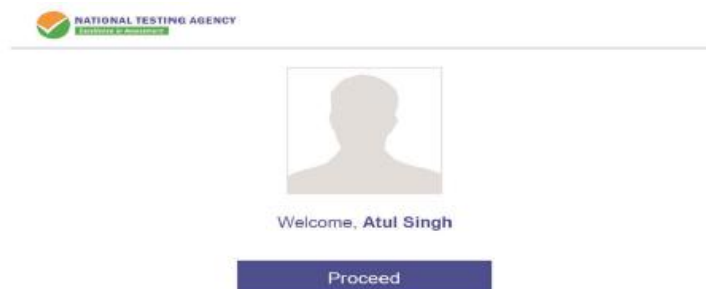 NATIONAL TESTING AGENCY
Excellence in Assessment
Welcome, Atul Singh
Proceed